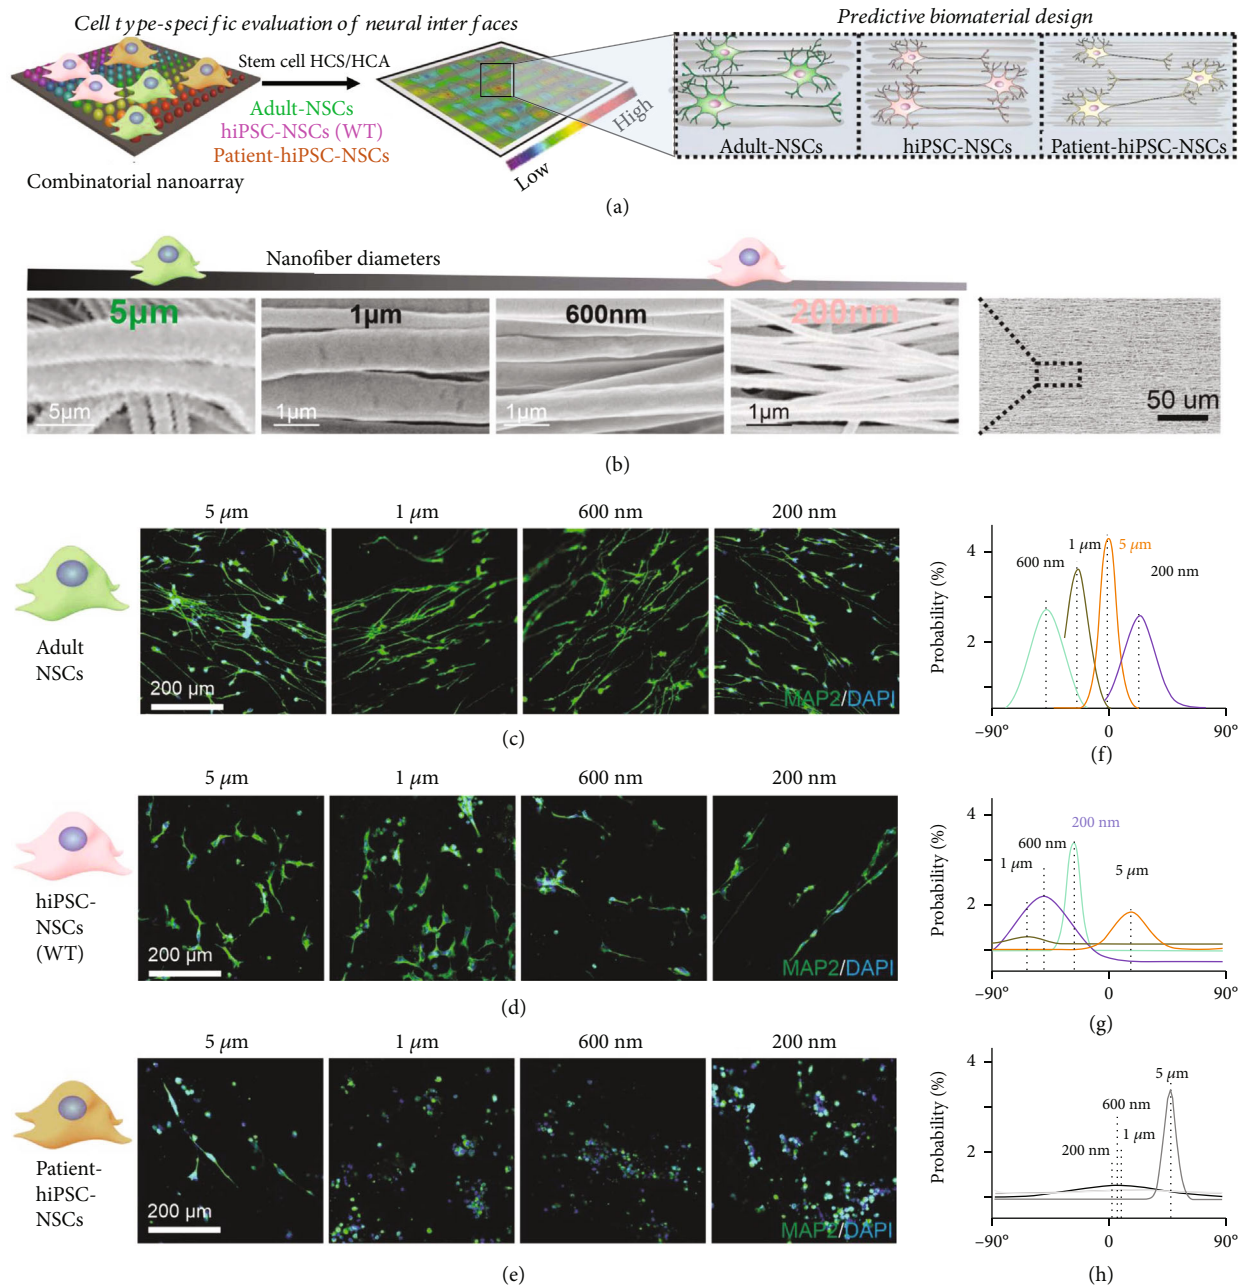 Cell type-specific evaluation of neural interfaces
Predictive biomaterial design
Stem cell HCS/HCA
Adult-NSCs
hiPSC-NSCs (WT)
Patient-hiPSC-NSCs
Combinatorial nanoarray
Low
High
Adult-NSCs
hiPSC-NSCs
Patient-hiPSC-NSCs
(a)
Nanofiber diameters
5μm
1μm
600nm
200nm
5μm
1μm
1μm
1μm
50 um
(b)
5 μm
1 μm
600 nm
200 nm
Adult
NSCs
200 μm
MAP2/DAPI
(c)
Probability (%)
4
2
600 nm
1 μm
5 μm
200 nm
–90°
0
90°
(f)
5 μm
1 μm
600 nm
200 nm
hiPSC-
NSCs
(WT)
200 μm
MAP2/DAPI
(d)
Probability (%)
4
2
1 μm
600 nm
200 nm
5 μm
–90°
0
90°
(g)
5 μm
1 μm
600 nm
200 nm
Patient-
hiPSC-
NSCs
200 μm
MAP2/DAPI
(e)
Probability (%)
4
2
200 nm
600 nm
1 μm
5 μm
–90°
0
90°
(h)